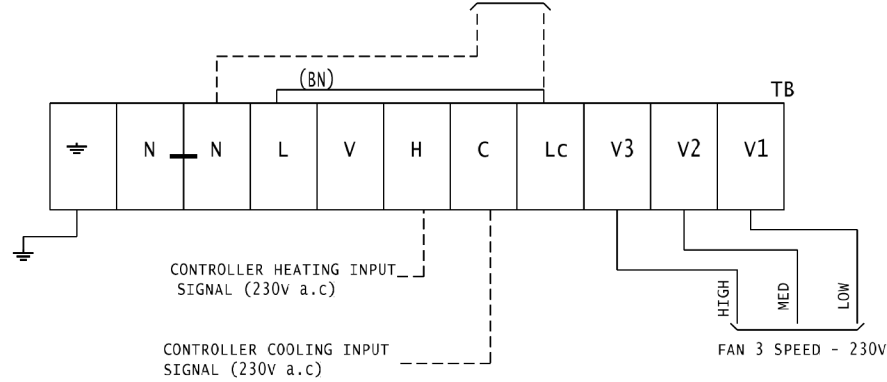 (BN)
TB
N N L V H C Lc V3 V2 V1
CONTROLLER HEATING INPUT
SIGNAL (230V a.c)
HIGH
MED
LOW
CONTROLLER COOLING INPUT
SIGNAL (230V a.c)
FAN 3 SPEED - 230V